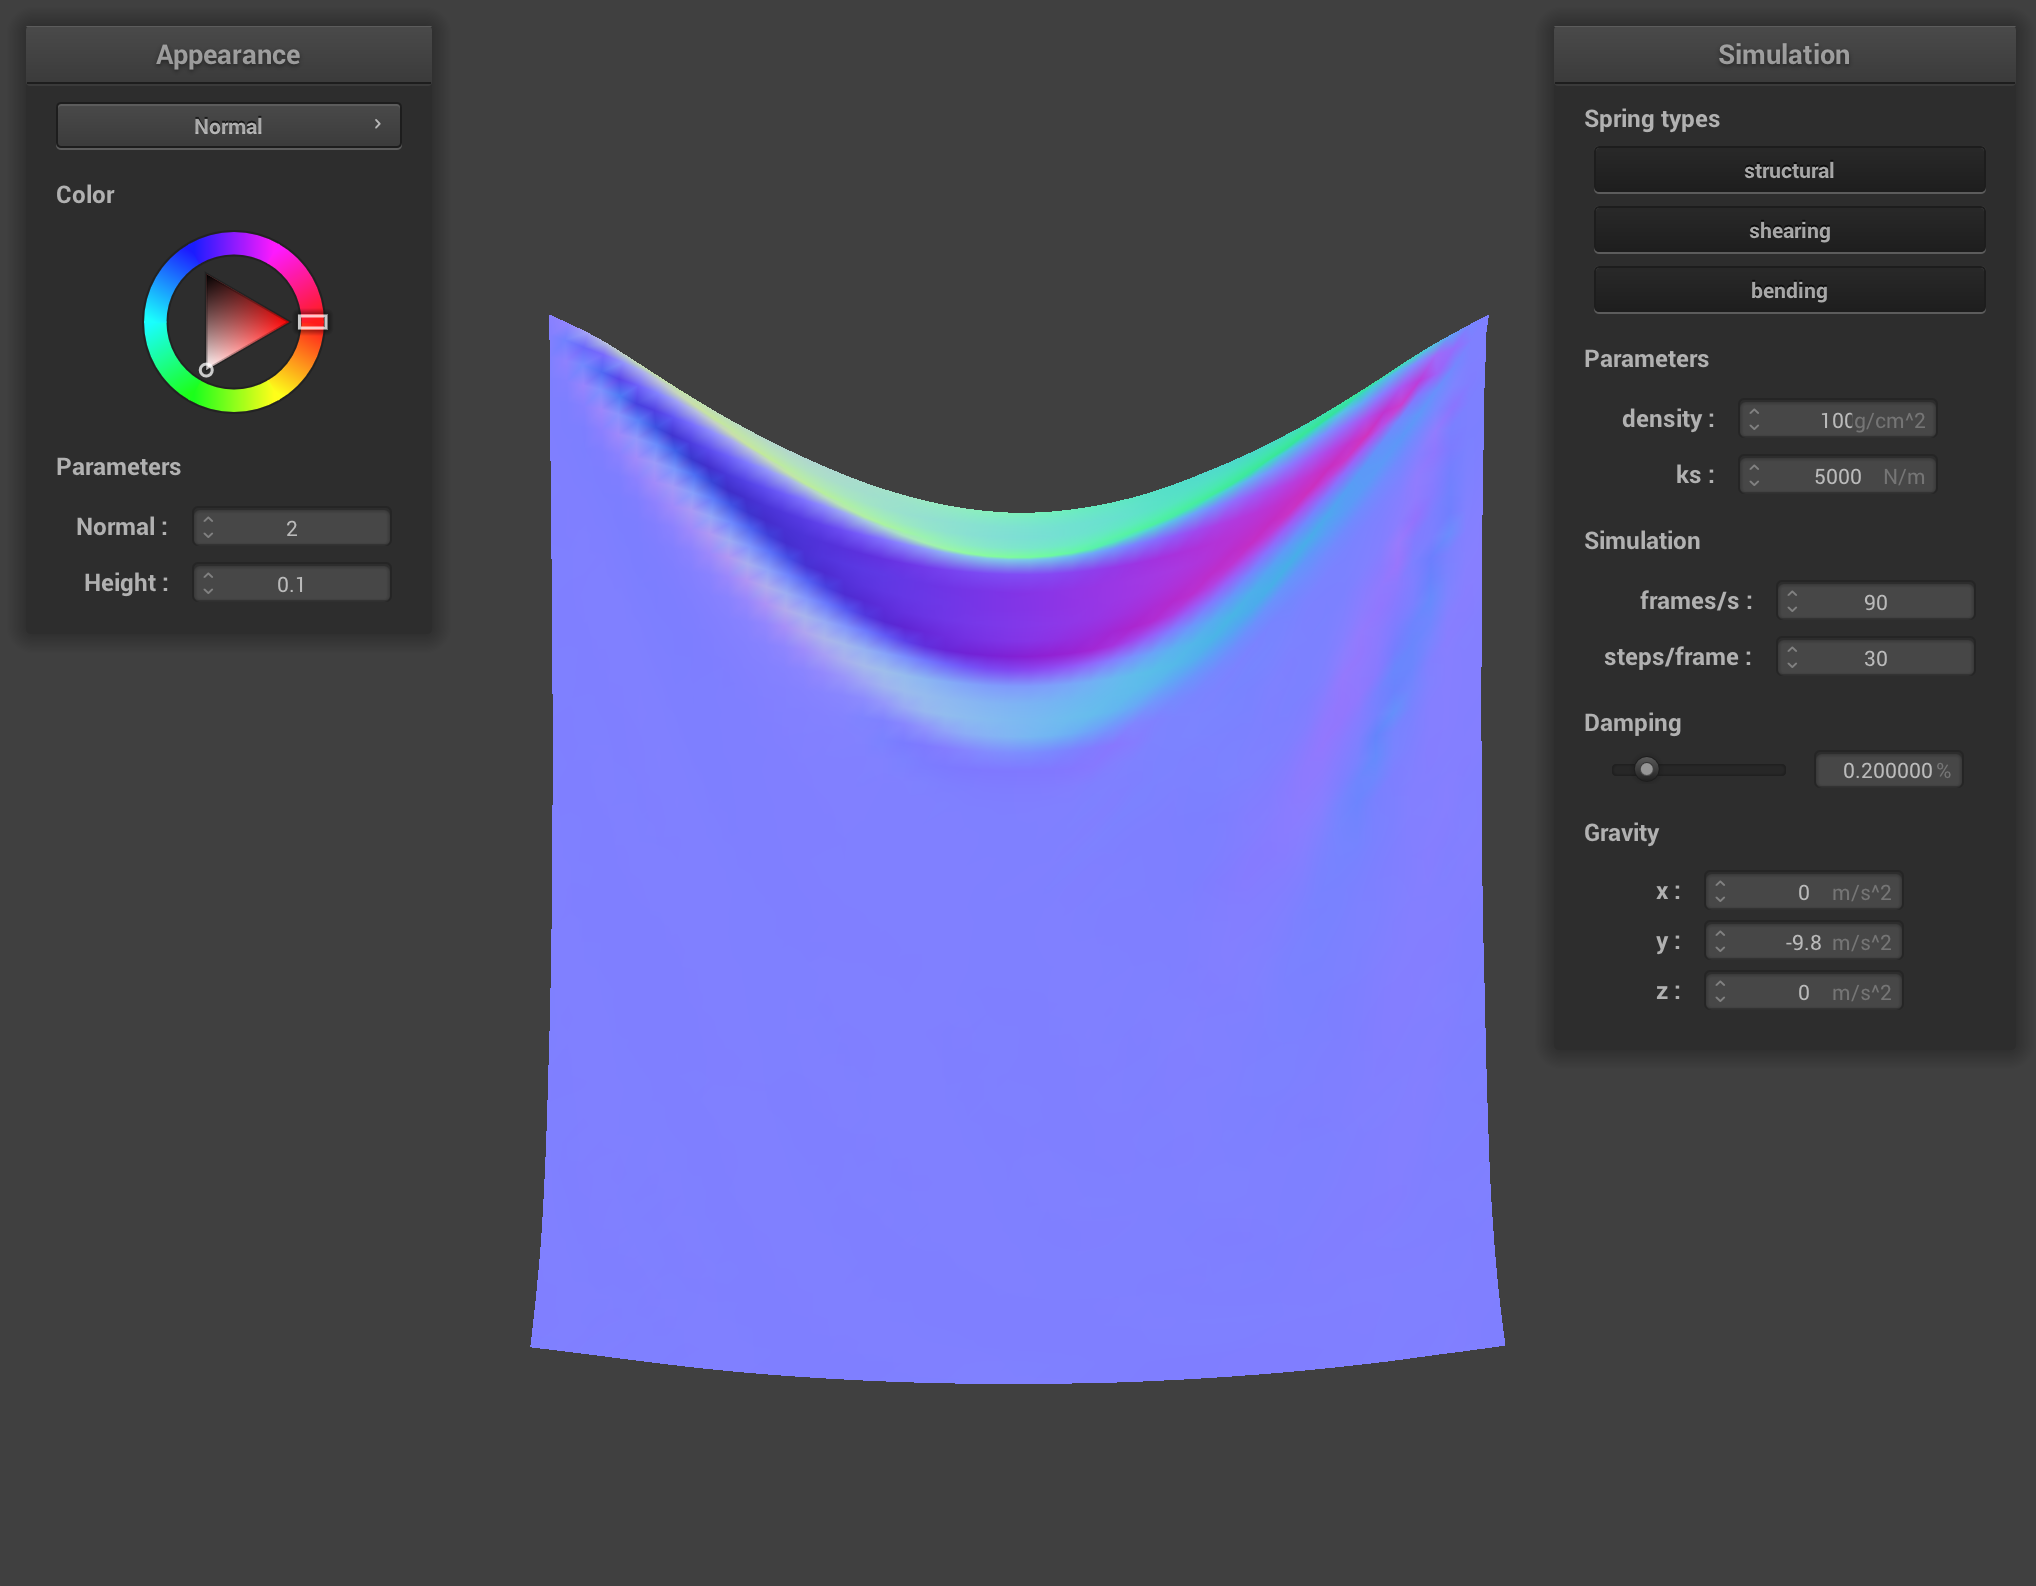 Appearance
Normal
Color
Parameters
Normal : 2
Height : 0.1
Simulation
Spring types
structural
shearing
bending
Parameters
density : 100 g/cm^2
ks : 5000 N/m
Simulation
frames/s : 90
steps/frame : 30
Damping
0.200000 %
Gravity
x : 0 m/s^2
y : -9.8 m/s^2
z : 0 m/s^2